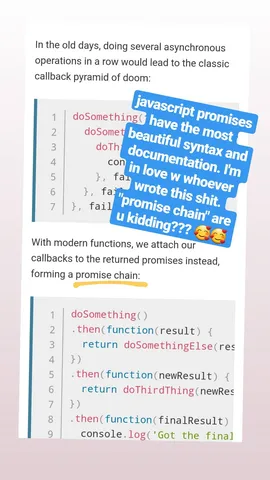 In the old days, doing several asynchronous
operations in a row would lead to the classic
callback pyramid of doom:
javascript promises
have the most
beautiful syntax and
documentation. I'm
in love w whoever
wrote this shit.
"promise chain" are
u kidding??? 🥰🥰
1 doSomething(
2 doSome
3 doThi
4 con
5 }, fail
6 }, fail
7 }, fail
With modern functions, we attach our
callbacks to the returned promises instead,
forming a promise chain:
1 doSomething()
2 .then(function(result) {
3 return doSomethingElse(res
4 })
5 .then(function(newResult) {
6 return doThirdThing(newRes
7 })
8 .then(function(finalResult)
9 console.log('Got the final